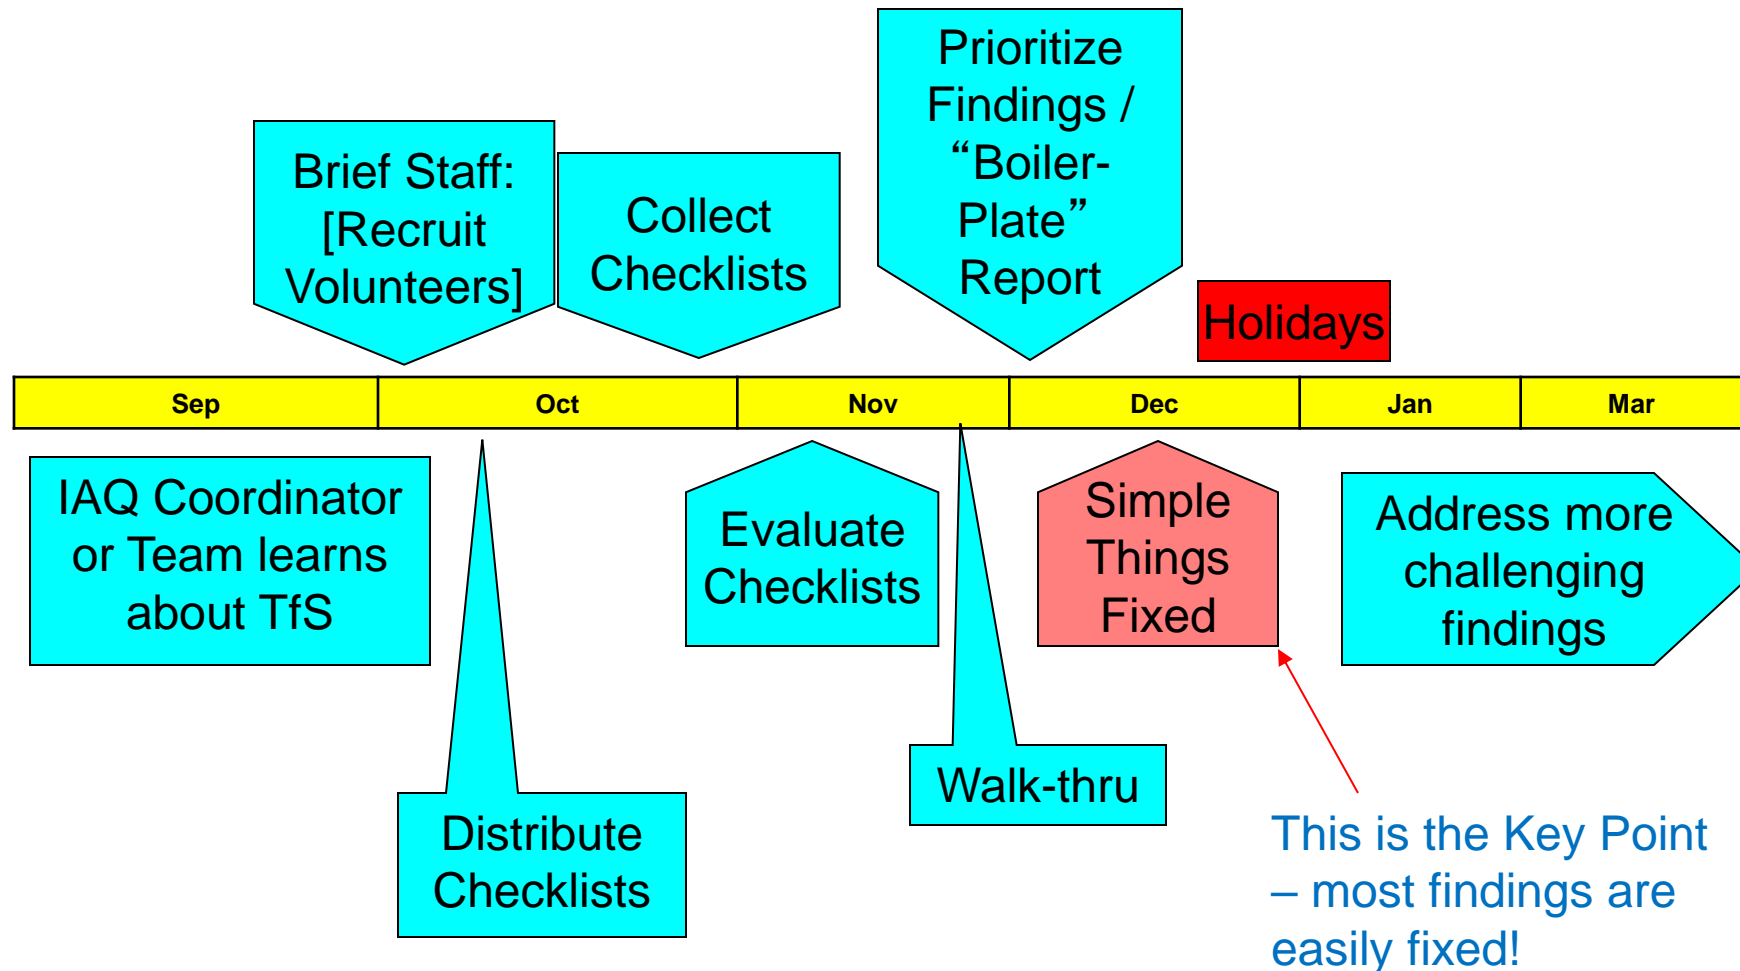 Brief Staff:
[Recruit
Volunteers]
Collect
Checklists
Prioritize
Findings /
“Boiler-
Plate”
Report
Holidays
Sep Oct Nov Dec Jan Mar
IAQ Coordinator
or Team learns
about TfS
Distribute
Checklists
Evaluate
Checklists
Walk-thru
Simple
Things
Fixed
Address more
challenging
findings
This is the Key Point
– most findings are
easily fixed!